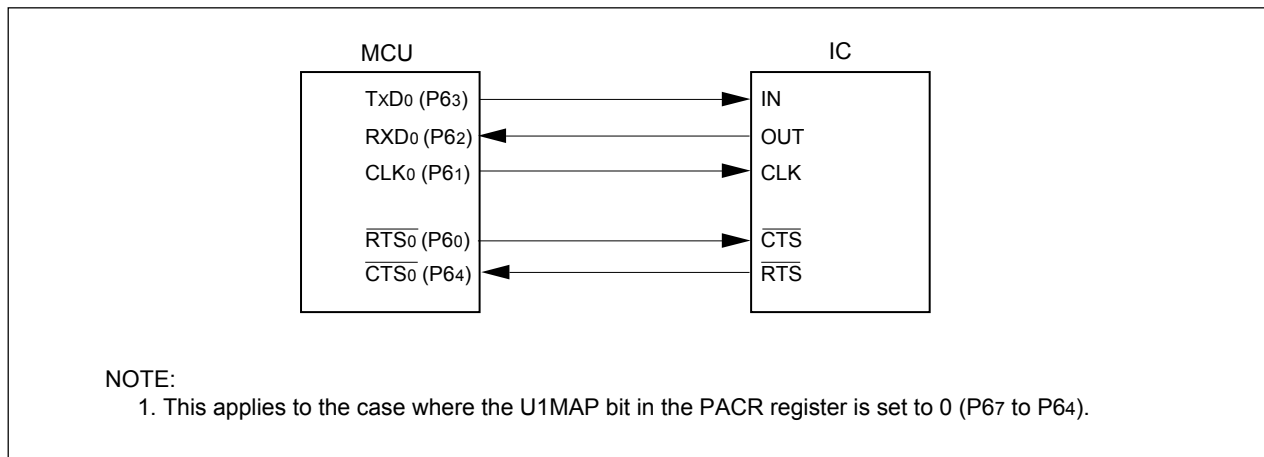 MCU
IC
TxD0 (P63)
IN
RXD0 (P62)
OUT
CLK0 (P61)
CLK
RTS0 (P60)
CTS
CTS0 (P64)
RTS
NOTE:
1. This applies to the case where the U1MAP bit in the PACR register is set to 0 (P67 to P64).